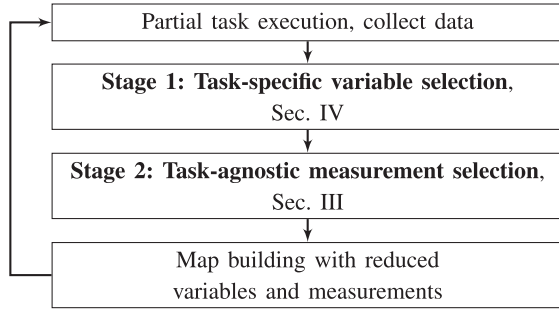 Partial task execution, collect data
Stage 1: Task-specific variable selection,
Sec. IV
Stage 2: Task-agnostic measurement selection,
Sec. III
Map building with reduced
variables and measurements